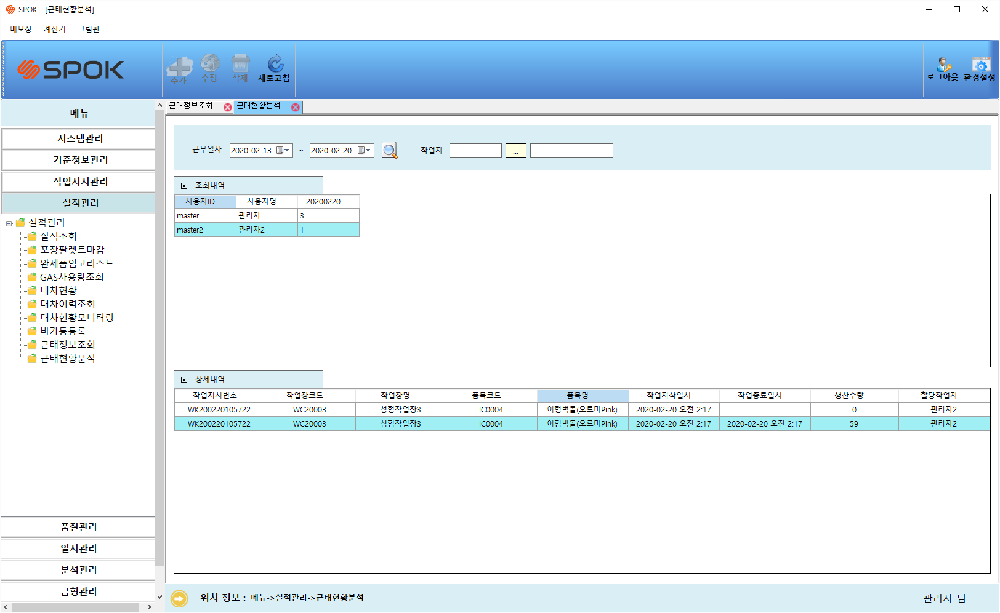 SPOK - [근태현황분석]
메모장 계산기 그림판
SPOK 추가 수정 삭제 새로고침 로그아웃 환경설정
메뉴
시스템관리
기준정보관리
작업지시관리
실적관리
실적관리
실적조회
포장팔렛트마감
완제품입고리스트
GAS사용량조회
대차현황
대차이력조회
대차현황모니터링
비가동등록
근태정보조회
근태현황분석
품질관리
일지관리
분석관리
금형관리
근태정보조회 근태현황분석
근무일자 2020-02-13 ~ 2020-02-20 작업자 ...
조회내역
사용자ID 사용자명 20200220
master 관리자 3
master2 관리자2 1
상세내역
작업지시번호 작업장코드 작업장명 품목코드 품목명 작업지삭일시 작업종료일시 생산수량 할당작업자
WK200220105722 WC20003 성형작업장3 IC0004 이형벽돌(오르마Pink) 2020-02-20 오전 2:17 0 관리자2
WK200220105722 WC20003 성형작업장3 IC0004 이형벽돌(오르마Pink) 2020-02-20 오전 2:17 2020-02-20 오전 2:17 59 관리자2
위치 정보 : 메뉴->실적관리->근태현황분석 관리자 님